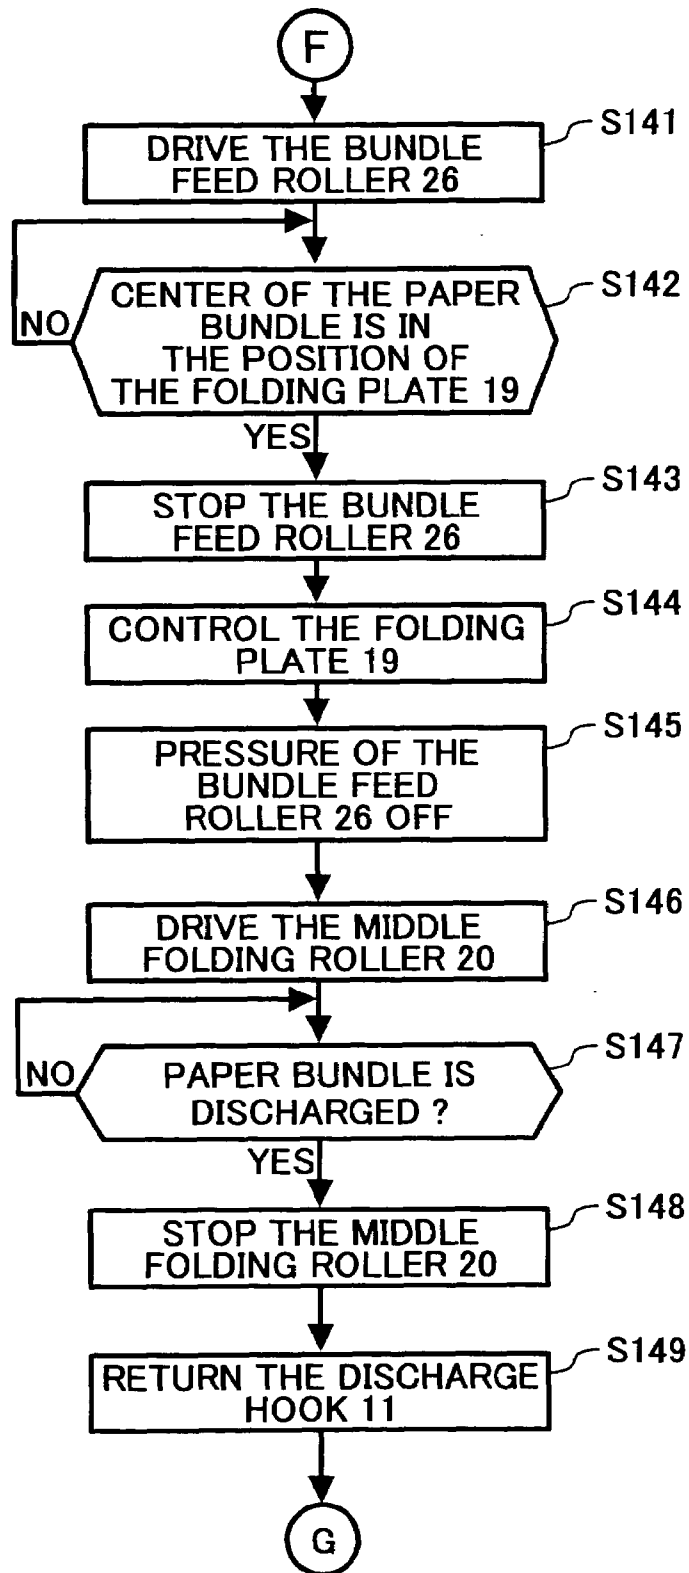 F
S141
DRIVE THE BUNDLE
FEED ROLLER 26
S142
CENTER OF THE PAPER
BUNDLE IS IN
THE POSITION OF
THE FOLDING PLATE 19
NO
YES
S143
STOP THE BUNDLE
FEED ROLLER 26
S144
CONTROL THE FOLDING
PLATE 19
S145
PRESSURE OF THE
BUNDLE FEED
ROLLER 26 OFF
S146
DRIVE THE MIDDLE
FOLDING ROLLER 20
S147
NO
PAPER BUNDLE IS
DISCHARGED ?
YES
S148
STOP THE MIDDLE
FOLDING ROLLER 20
S149
RETURN THE DISCHARGE
HOOK 11
G